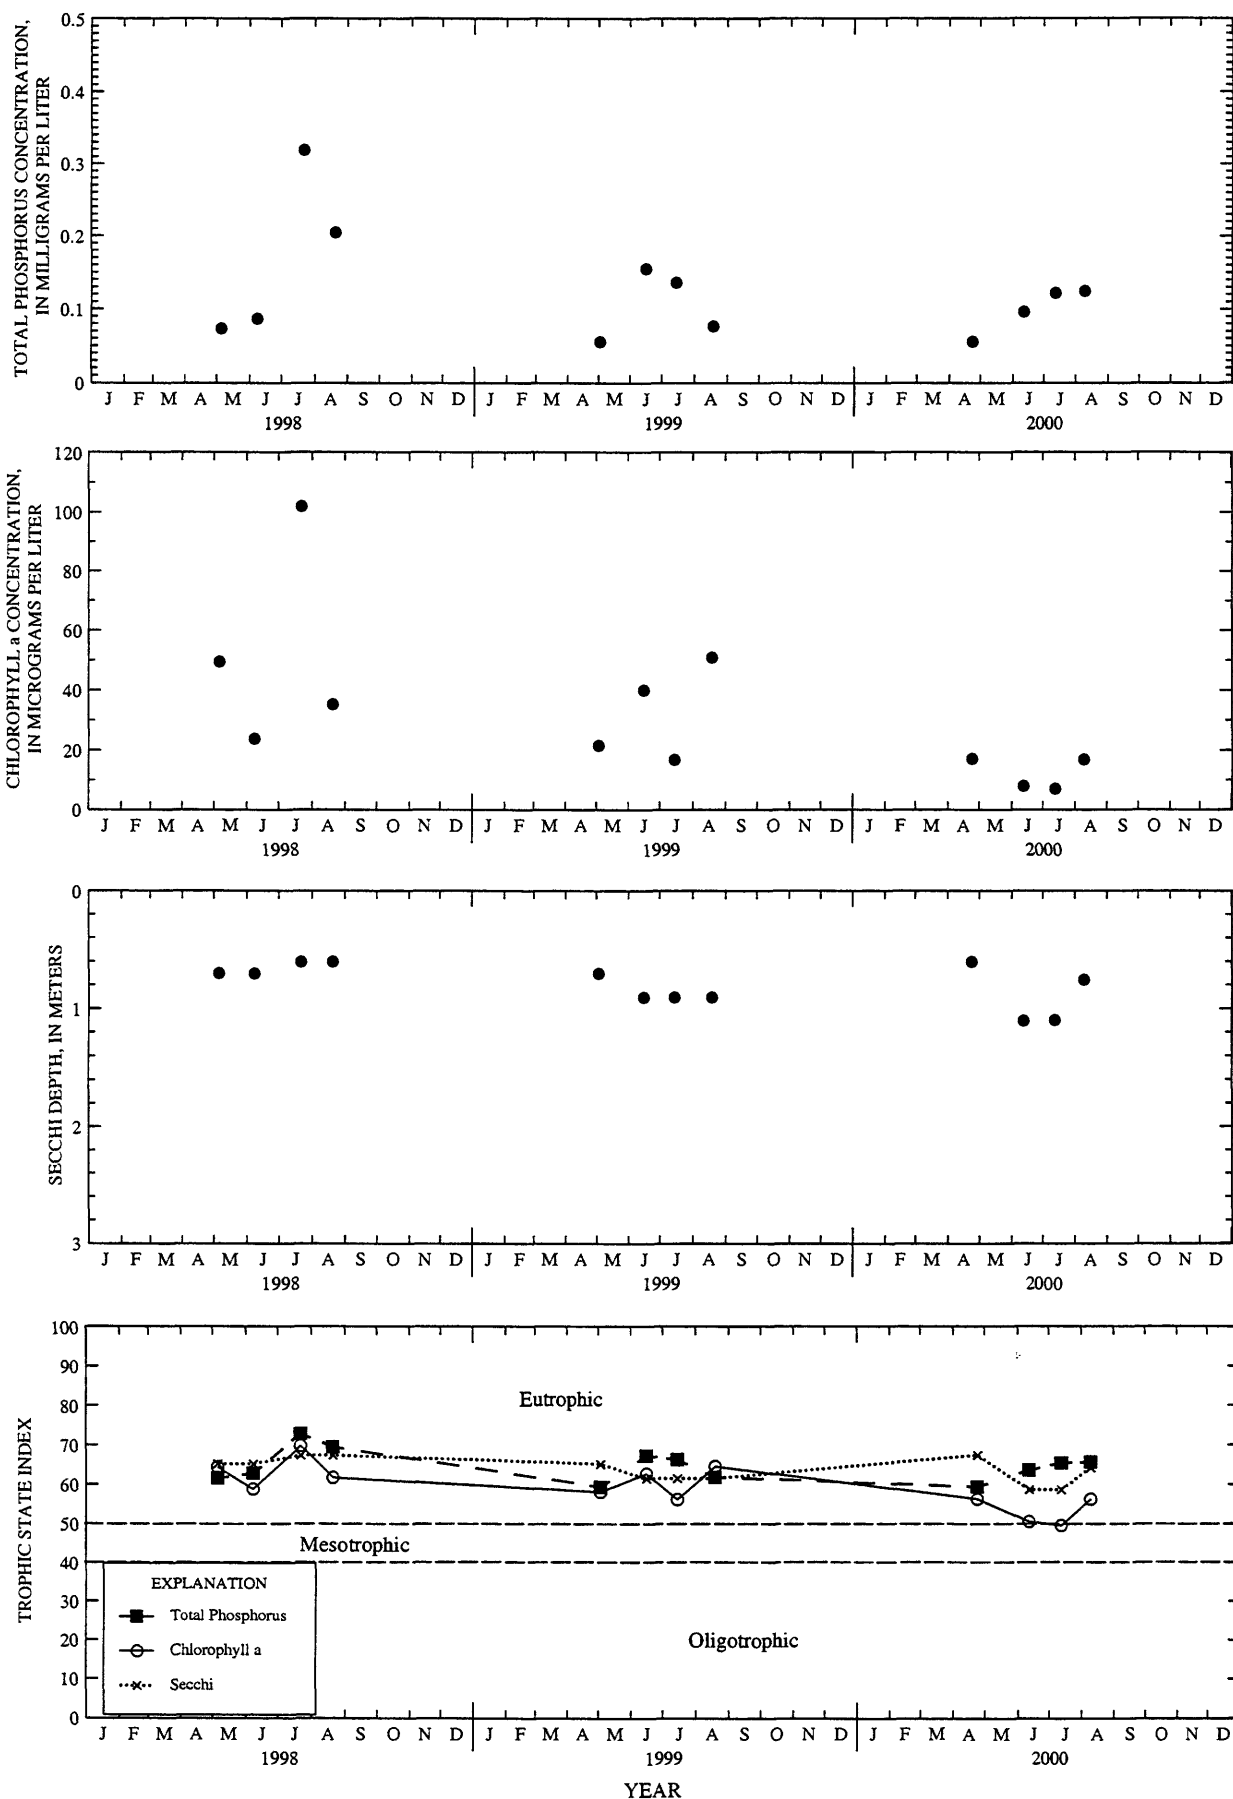 TOTAL PHOSPHORUS CONCENTRATION,
IN MILLIGRAMS PER LITER
0.5
0.4
0.3
0.2
0.1
0
J F M A M J J A S O N D J F M A M J J A S O N D J F M A M J J A S O N D
1998 1999 2000
CHLOROPHYLL a CONCENTRATION,
IN MICROGRAMS PER LITER
120
100
80
60
40
20
0
J F M A M J J A S O N D J F M A M J J A S O N D J F M A M J J A S O N D
1998 1999 2000
SECCHI DEPTH, IN METERS
0
1
2
3
J F M A M J J A S O N D J F M A M J J A S O N D J F M A M J J A S O N D
1998 1999 2000
TROPHIC STATE INDEX
100
90
80
70
60
50
40
30
20
10
0
Eutrophic
Mesotrophic
Oligotrophic
EXPLANATION
Total Phosphorus
Chlorophyll a
Secchi
J F M A M J J A S O N D J F M A M J J A S O N D J F M A M J J A S O N D
1998 1999 2000
YEAR